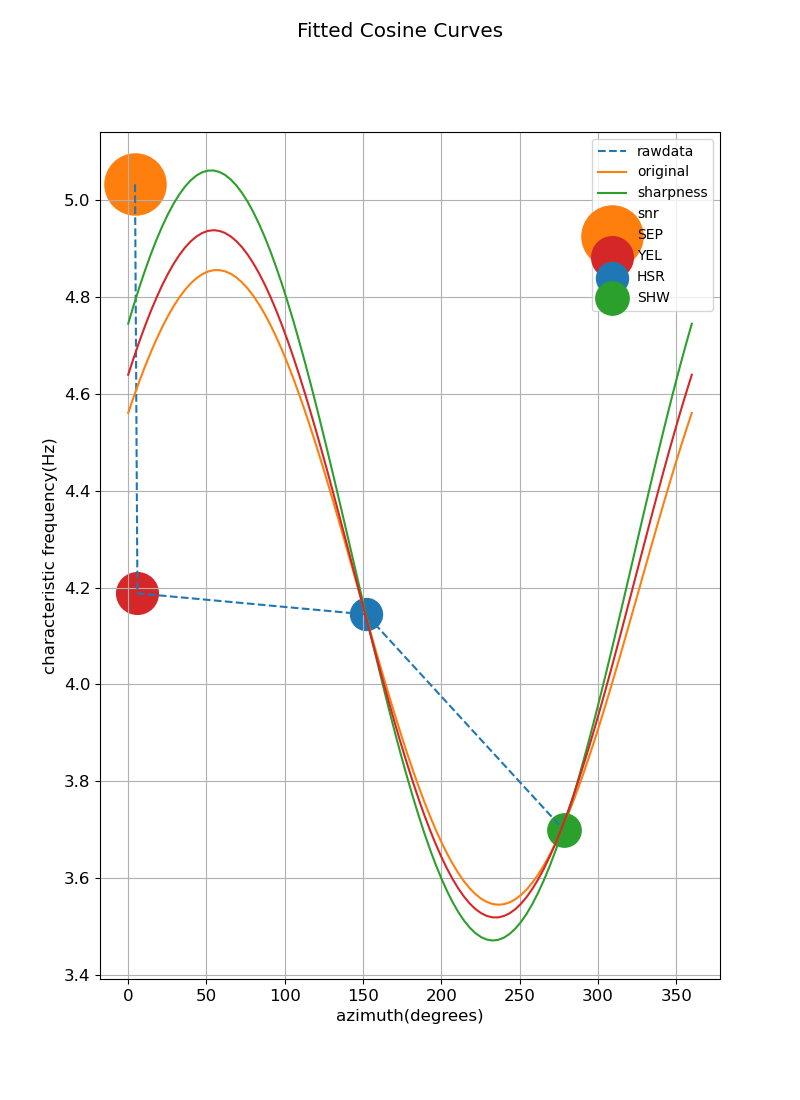 Fitted Cosine Curves
rawdata
original
sharpness
snr
SEP
YEL
HSR
SHW
characteristic frequency(Hz)
5.0
4.8
4.6
4.4
4.2
4.0
3.8
3.6
3.4
0 50 100 150 200 250 300 350
azimuth(degrees)